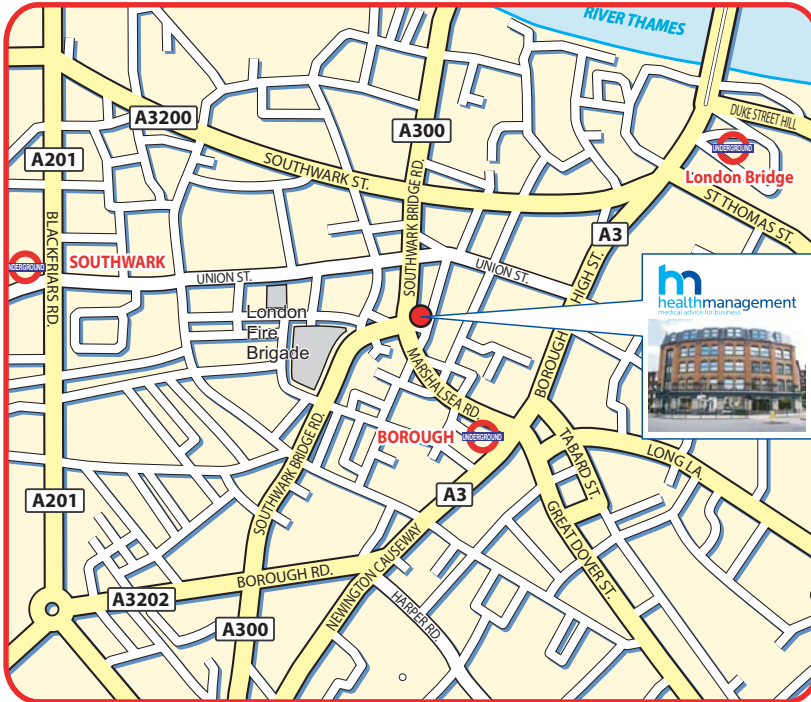 RIVER THAMES
A3200
A300
DUKE STREET HILL
UNDERGROUND
London Bridge
A201
SOUTHWARK ST.
ST THOMAS ST.
SOUTHWARK BRIDGE RD.
A3
BLACKFRIARS RD.
UNDERGROUND
SOUTHWARK
UNION ST.
UNION ST.
BOROUGH HIGH ST.
hm
healthmanagement
medical advice for business
London
Fire
Brigade
MARSHALSEA RD.
BOROUGH
UNDERGROUND
TABARD ST.
LONG LA.
SOUTHWARK BRIDGE RD.
A201
A3
GREAT DOVER ST.
NEWINGTON CAUSEWAY
BOROUGH RD.
A3202
HARPER RD.
A300